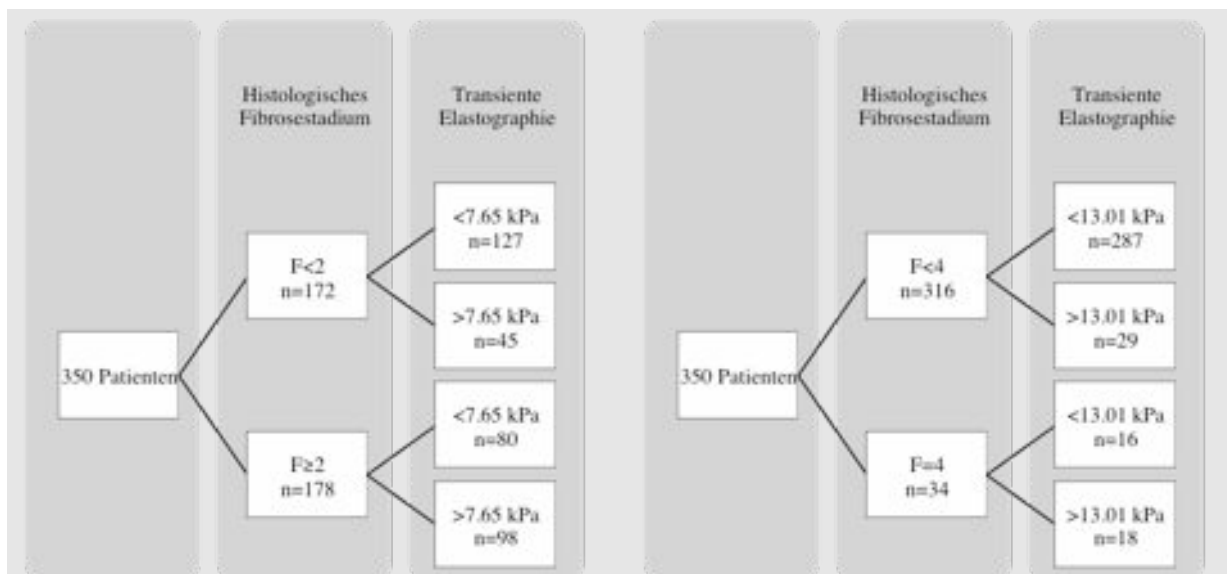 Histologisches
Fibrosestadium
Transiente
Elastographie
<7.65 kPa
n=127
F<2
n=172
>7.65 kPa
n=45
350 Patienten
<7.65 kPa
n=80
F≥2
n=178
>7.65 kPa
n=98
Histologisches
Fibrosestadium
Transiente
Elastographie
<13.01 kPa
n=287
F<4
n=316
>13.01 kPa
n=29
350 Patienten
<13.01 kPa
n=16
F=4
n=34
>13.01 kPa
n=18